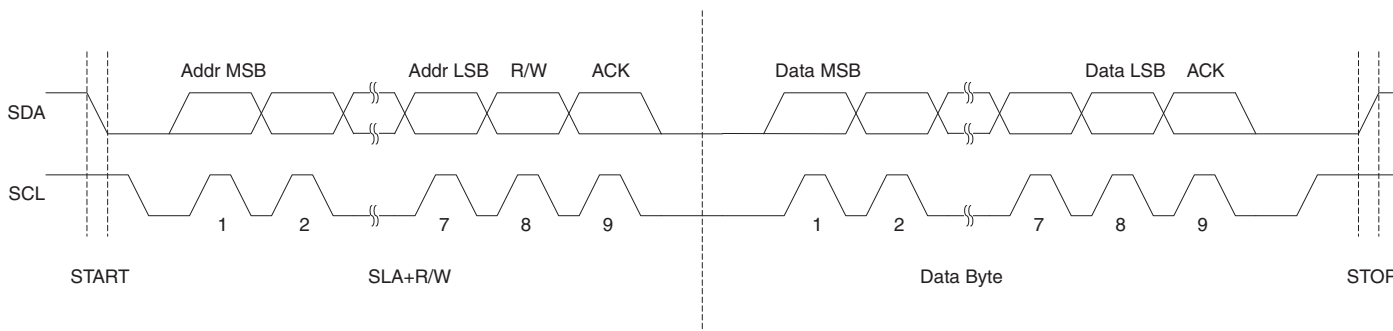 Addr MSB Addr LSB R/W ACK Data MSB Data LSB ACK
SDA
SCL
1 2 7 8 9 1 2 7 8 9
START SLA+R/W Data Byte STOP